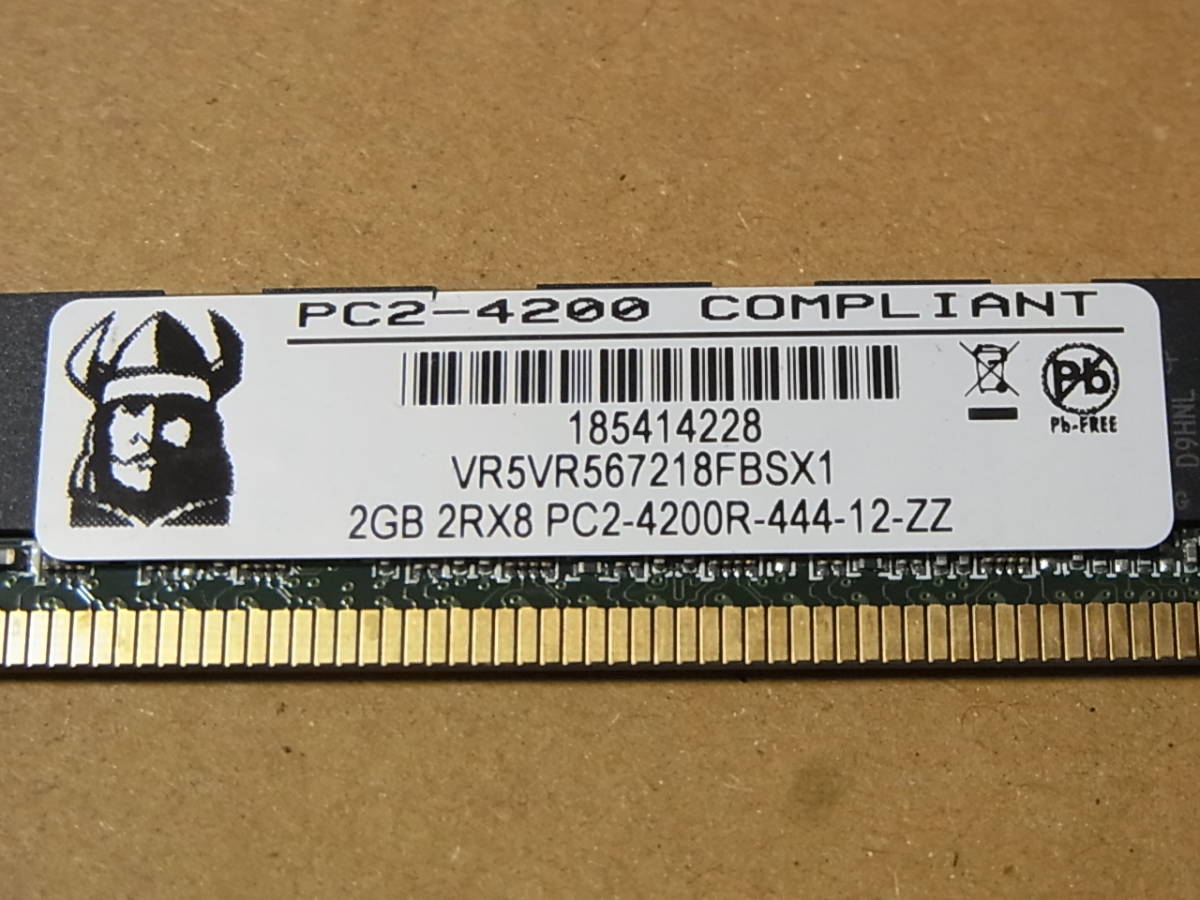 PC2-4200 COMPLIANT
185414228
VR5VR567218FBSX1
2GB 2RX8 PC2-4200R-444-12-ZZ
Pb
Pb-FREE
D9HNL